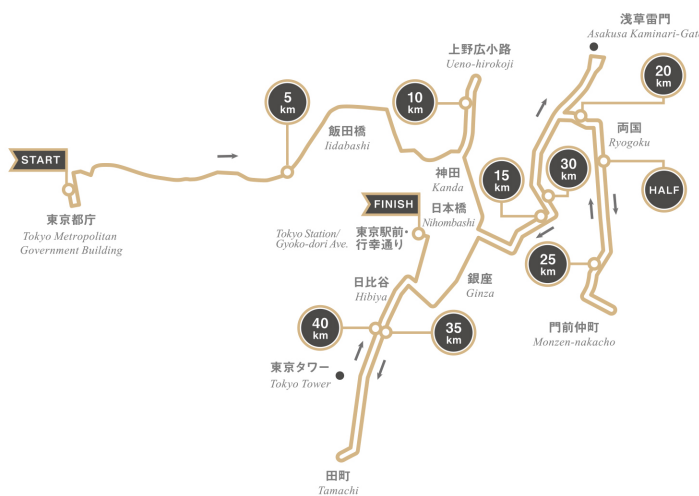 浅草雷門
Asakusa Kaminari-Gate
上野広小路
Ueno-hirokoji
20
km
5
km
10
km
飯田橋
Iidabashi
両国
Ryogoku
START
神田
Kanda
15
km
30
km
HALF
FINISH
日本橋
Nihombashi
東京都庁
Tokyo Metropolitan
Government Building
Tokyo Station/
Gyoko-dori Ave.
東京駅前・
行幸通り
25
km
日比谷
Hibiya
銀座
Ginza
門前仲町
Monzen-nakacho
40
km
35
km
東京タワー
Tokyo Tower
田町
Tamachi